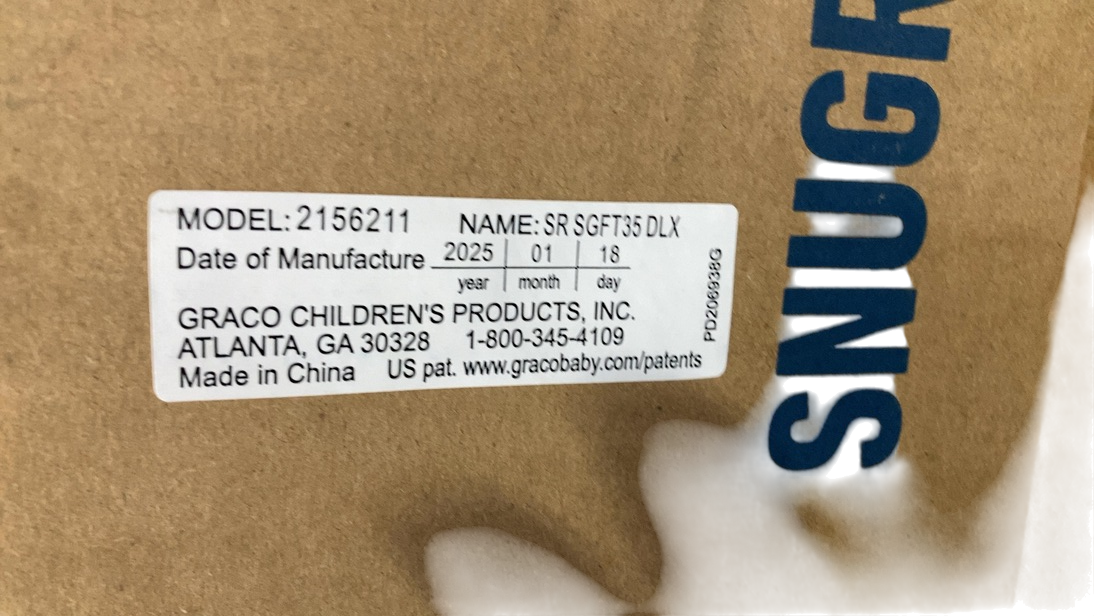 MODEL: 2156211 NAME: SR SGFT35 DLX
Date of Manufacture 2025 01 18
year month day
GRACO CHILDREN'S PRODUCTS, INC.
ATLANTA, GA 30328 1-800-345-4109
Made in China US pat. www.gracobaby.com/patents
PD206938G
SNUGR